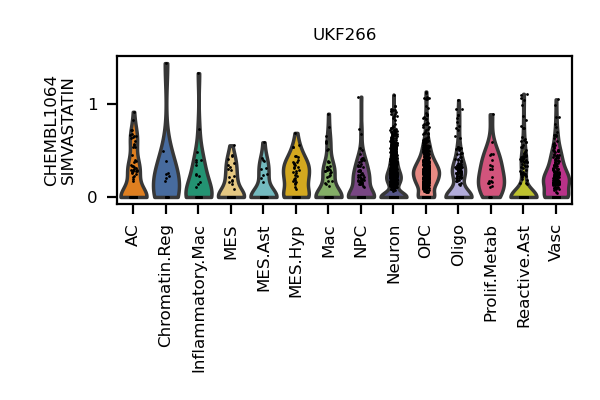 UKF266
CHEMBL1064
SIMVASTATIN
1
0
AC
Chromatin.Reg
Inflammatory.Mac
MES
MES.Ast
MES.Hyp
Mac
NPC
Neuron
OPC
Oligo
Prolif.Metab
Reactive.Ast
Vasc